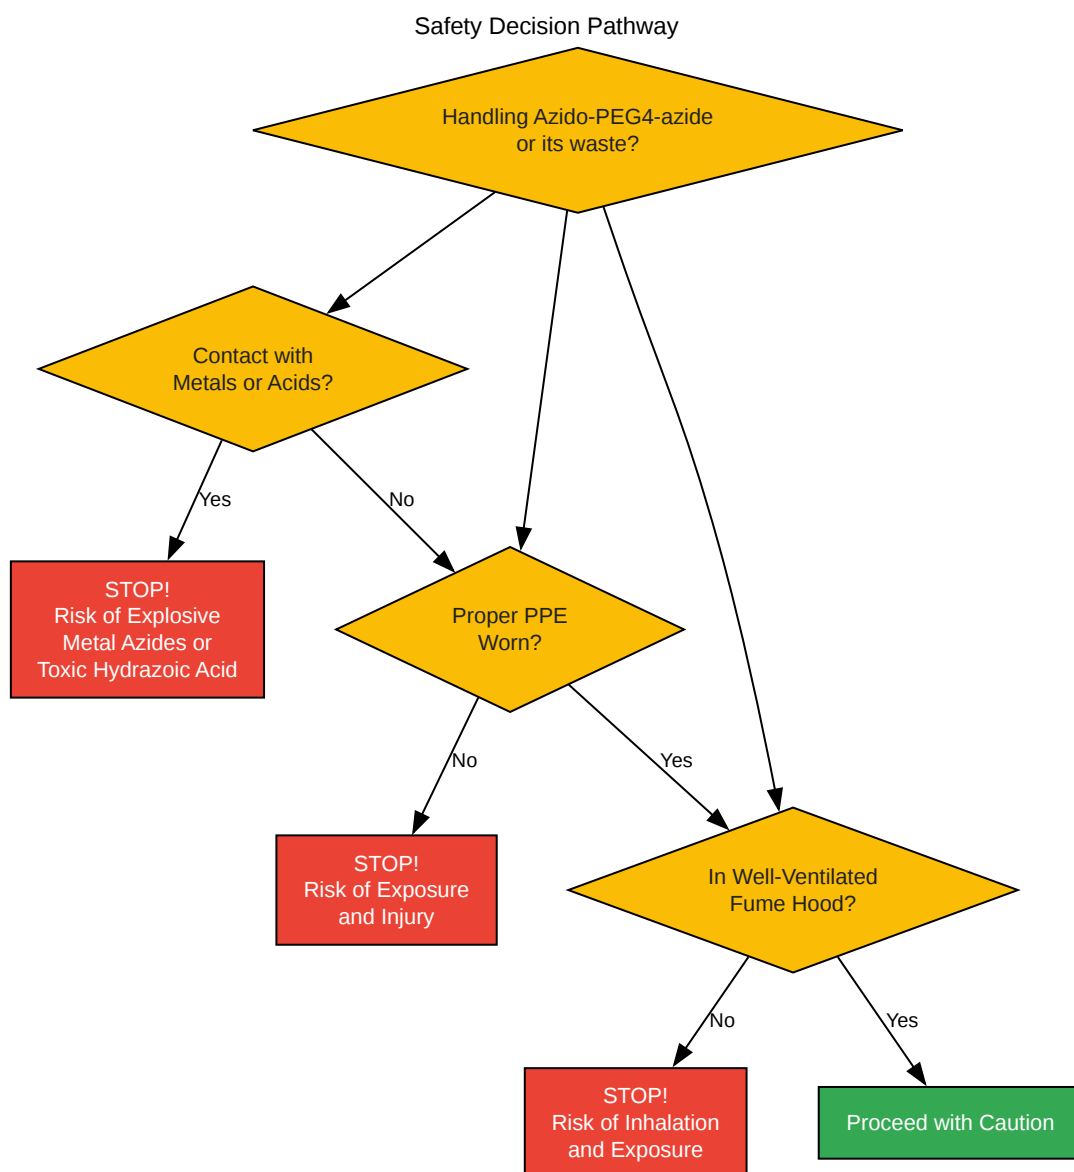 Safety Decision Pathway
Handling Azido-PEG4-azide
or its waste?
Contact with
Metals or Acids?
Yes
No
STOP!
Risk of Explosive
Metal Azides or
Toxic Hydrazoic Acid
Proper PPE
Worn?
No
Yes
STOP!
Risk of Exposure
and Injury
In Well-Ventilated
Fume Hood?
No
Yes
STOP!
Risk of Inhalation
and Exposure
Proceed with Caution